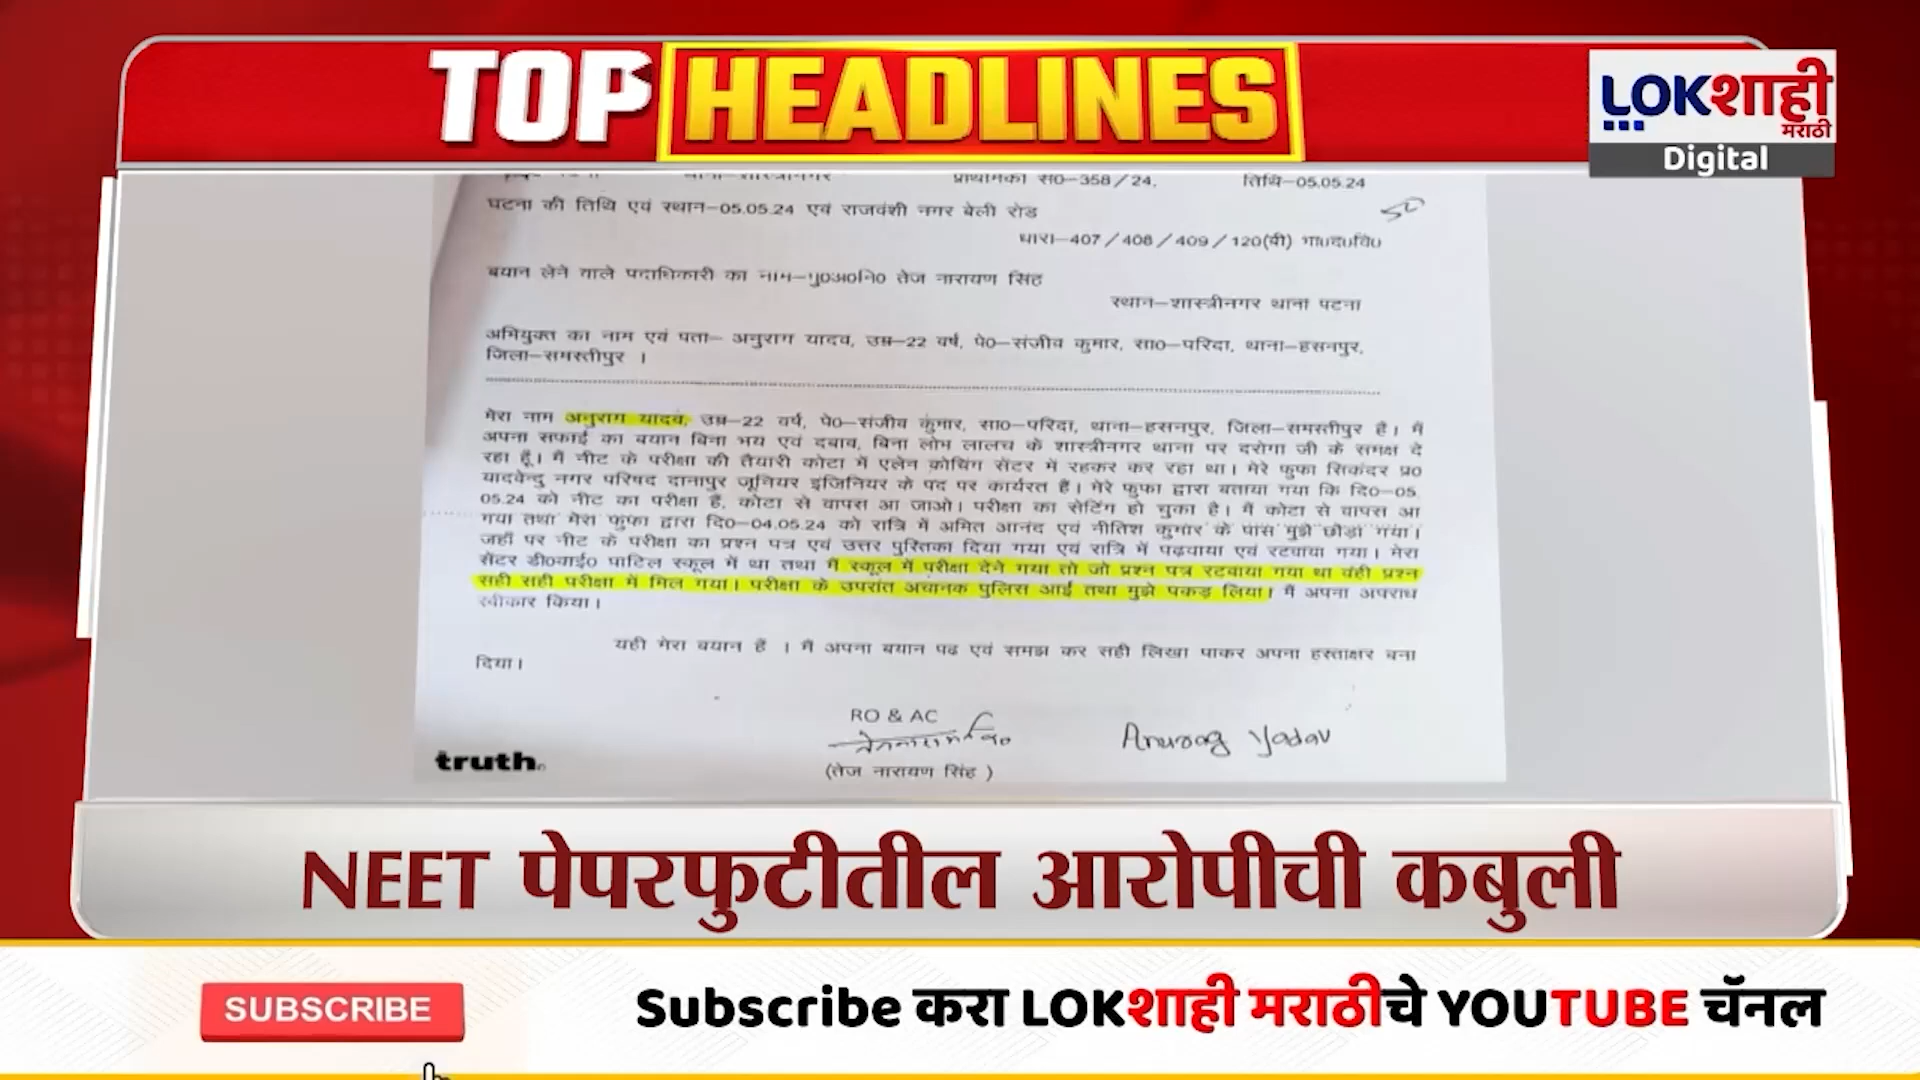 TOP HEADLINES
LOKशाही
मराठी
Digital
प्राथमिकी सं0-358/24, तिथि-05.05.24
घटना की तिथि एवं स्थान-05.05.24 एवं राजवंशी नगर बेली रोड
50
धारा-407/408/409/120(बी) भा0द0वि0
बयान लेने वाले पदाधिकारी का नाम-पु0अ0नि0 तेज नारायण सिंह
स्थान-शास्त्रीनगर थाना पटना
अभियुक्त का नाम एवं पता- अनुराग यादव, उम्र-22 वर्ष, पे0-संजीव कुमार, सा0-परिदा, थाना-हसनपुर,
जिला-समस्तीपुर ।
मेरा नाम अनुराग यादव, उम्र-22 वर्ष, पे0-संजीव कुंमार, सा0-परिदा, थाना-हसनपुर, जिला-समस्तीपुर है। मैं
अपना सफाई का बयान बिना भय एवं दबाव, बिना लोभ लालच के शास्त्रीनगर थाना पर दरोगा जी के समक्ष दे
रहा हूँ। मैं नीट के परीक्षा की तैयारी कोटा में एलेन कोचिंग सेंटर में रहकर कर रहा था। मेरे फुफा सिकंदर प्र0
यादवेन्दु नगर परिषद दानापुर जूनियर इंजिनियर के पद पर कार्यरत हैं। मेरे फुफा द्वारा बताया गया कि दि0-05.
05.24 को नीट का परीक्षा है, कोटा से वापस आ जाओ। परीक्षा का सेटिंग हो चुका है। मैं कोटा से वापस आ
गया तथा मेरा फुफा द्वारा दि0-04.05.24 को रात्रि में अमित आनंद एवं नीतिश कुमार के पास मुझे छोड़ा गया।
जहाँ पर नीट के परीक्षा का प्रश्न पत्र एवं उत्तर पुस्तिका दिया गया एवं रात्रि में पढ़वाया एवं रटवाया गया। मेरा
सेंटर डी0वाई0 पाटिल स्कूल में था तथा मैं स्कूल में परीक्षा देने गया तो जो प्रश्न पत्र रटवाया गया था वही प्रश्न
सही सही परीक्षा में मिल गया। परीक्षा के उपरांत अचानक पुलिस आई तथा मुझे पकड़ लिया। मैं अपना अपराध
स्वीकार किया।
यही मेरा बयान है । मैं अपना बयान पढ एवं समझ कर सही लिखा पाकर अपना हस्ताक्षर बना
दिया।
RO & AC
Anurag Yadav
(तेज नारायण सिंह )
truth.
NEET पेपरफुटीतील आरोपीची कबुली
SUBSCRIBE
Subscribe करा LOKशाही मराठीचे YOUTUBE चॅनल